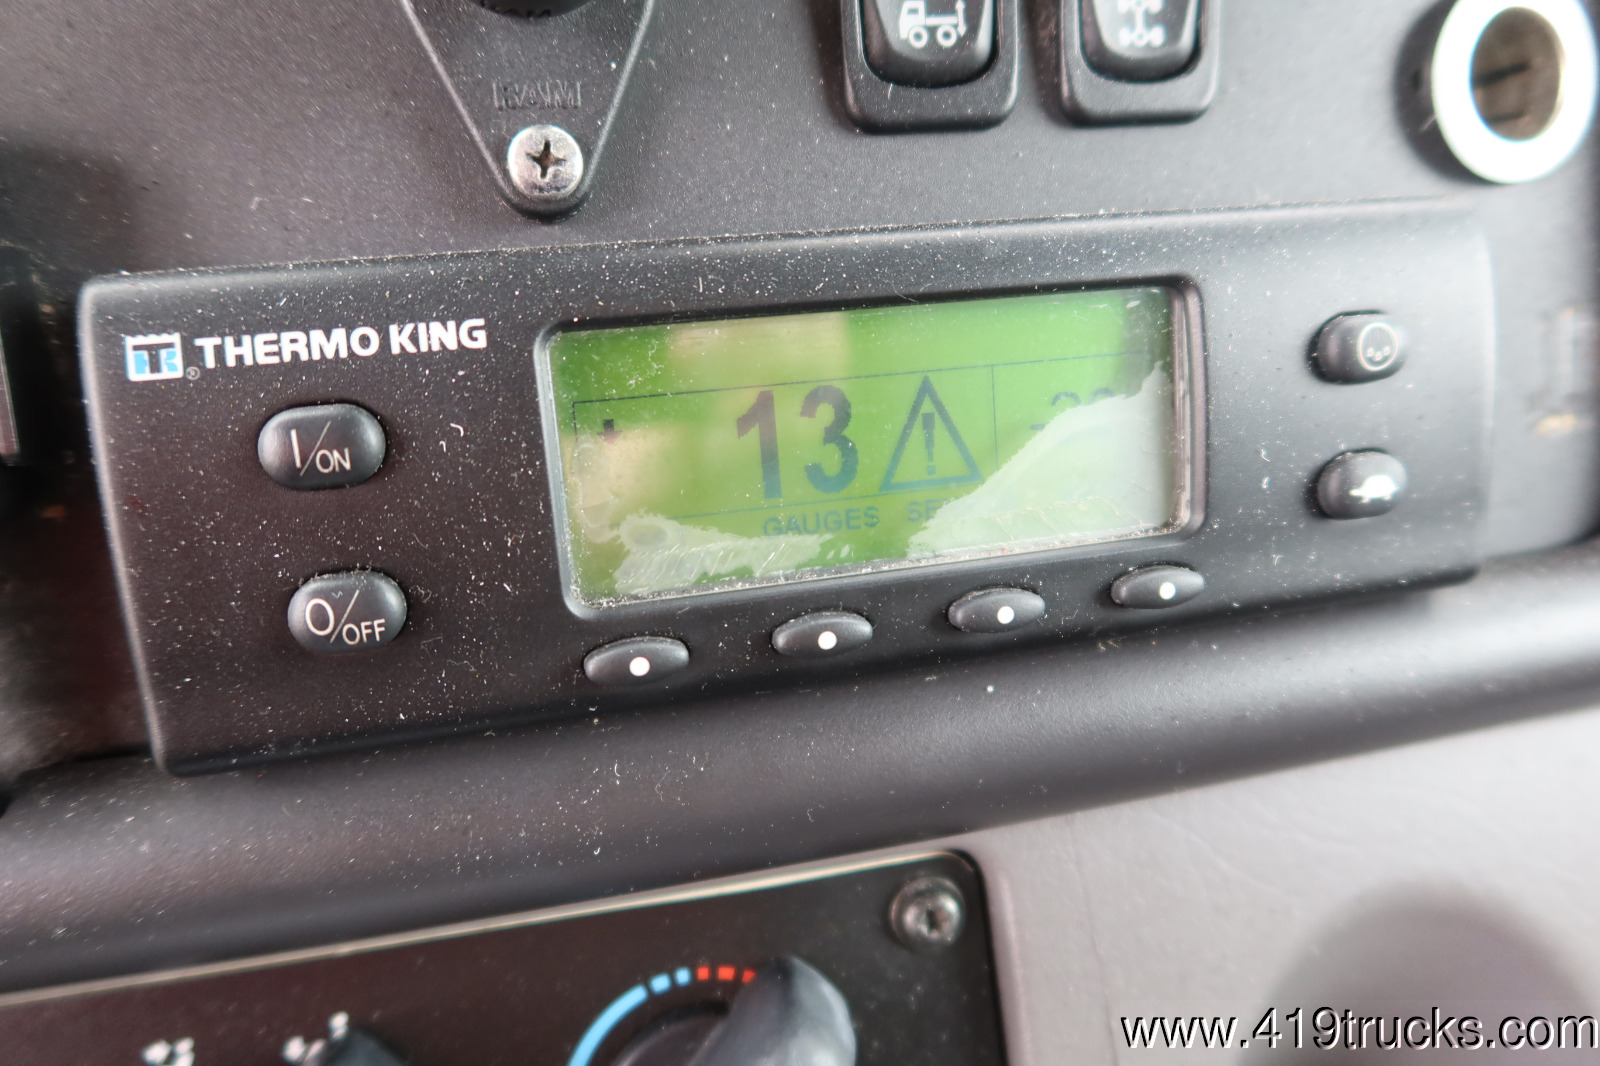 THERMO KING
®
I/ON
13
GAUGES
O/OFF
www.419trucks.com